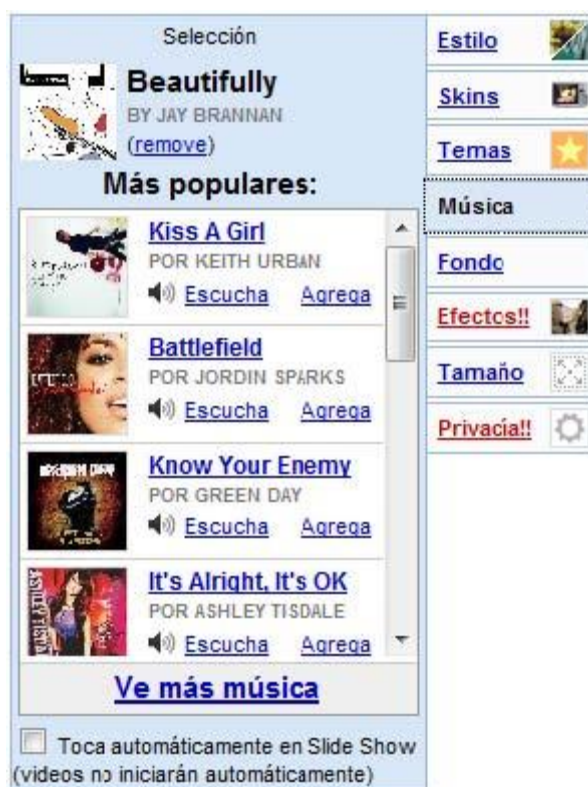 Selección
Beautifully
BY JAY BRANNAN
(remove)
Más populares:
Kiss A Girl
POR KEITH URBAN
Escucha Agrega
Battlefield
POR JORDIN SPARKS
Escucha Agrega
Know Your Enemy
POR GREEN DAY
Escucha Agrega
It's Alright, It's OK
POR ASHLEY TISDALE
Escucha Agrega
Ve más música
Toca automáticamente en Slide Show
(videos no iniciarán automáticamente)
Estilo
Skins
Temas
Música
Fondo
Efectos!!
Tamaño
Privacía!!